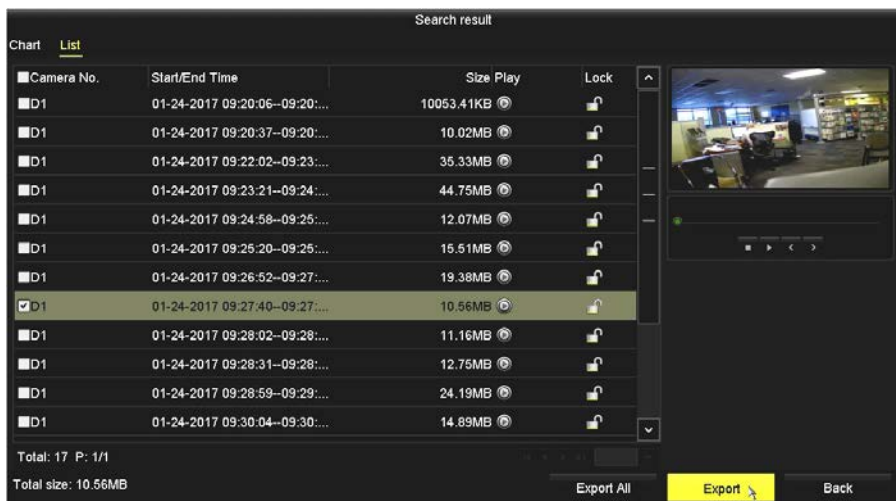 Search result
Chart List
Camera No. Start/End Time Size Play Lock
D1 01-24-2017 09:20:06--09:20:... 10053.41KB
D1 01-24-2017 09:20:37--09:20:... 10.02MB
D1 01-24-2017 09:22:02--09:23:... 35.33MB
D1 01-24-2017 09:23:21--09:24:... 44.75MB
D1 01-24-2017 09:24:58--09:25:... 12.07MB
D1 01-24-2017 09:25:20--09:25:... 15.51MB
D1 01-24-2017 09:26:52--09:27:... 19.38MB
D1 01-24-2017 09:27:40--09:27:... 10.56MB
D1 01-24-2017 09:28:02--09:28:... 11.16MB
D1 01-24-2017 09:28:31--09:28:... 12.75MB
D1 01-24-2017 09:28:59--09:29:... 24.19MB
D1 01-24-2017 09:30:04--09:30:... 14.89MB
Total: 17 P: 1/1
Total size: 10.56MB
Export All Export Back